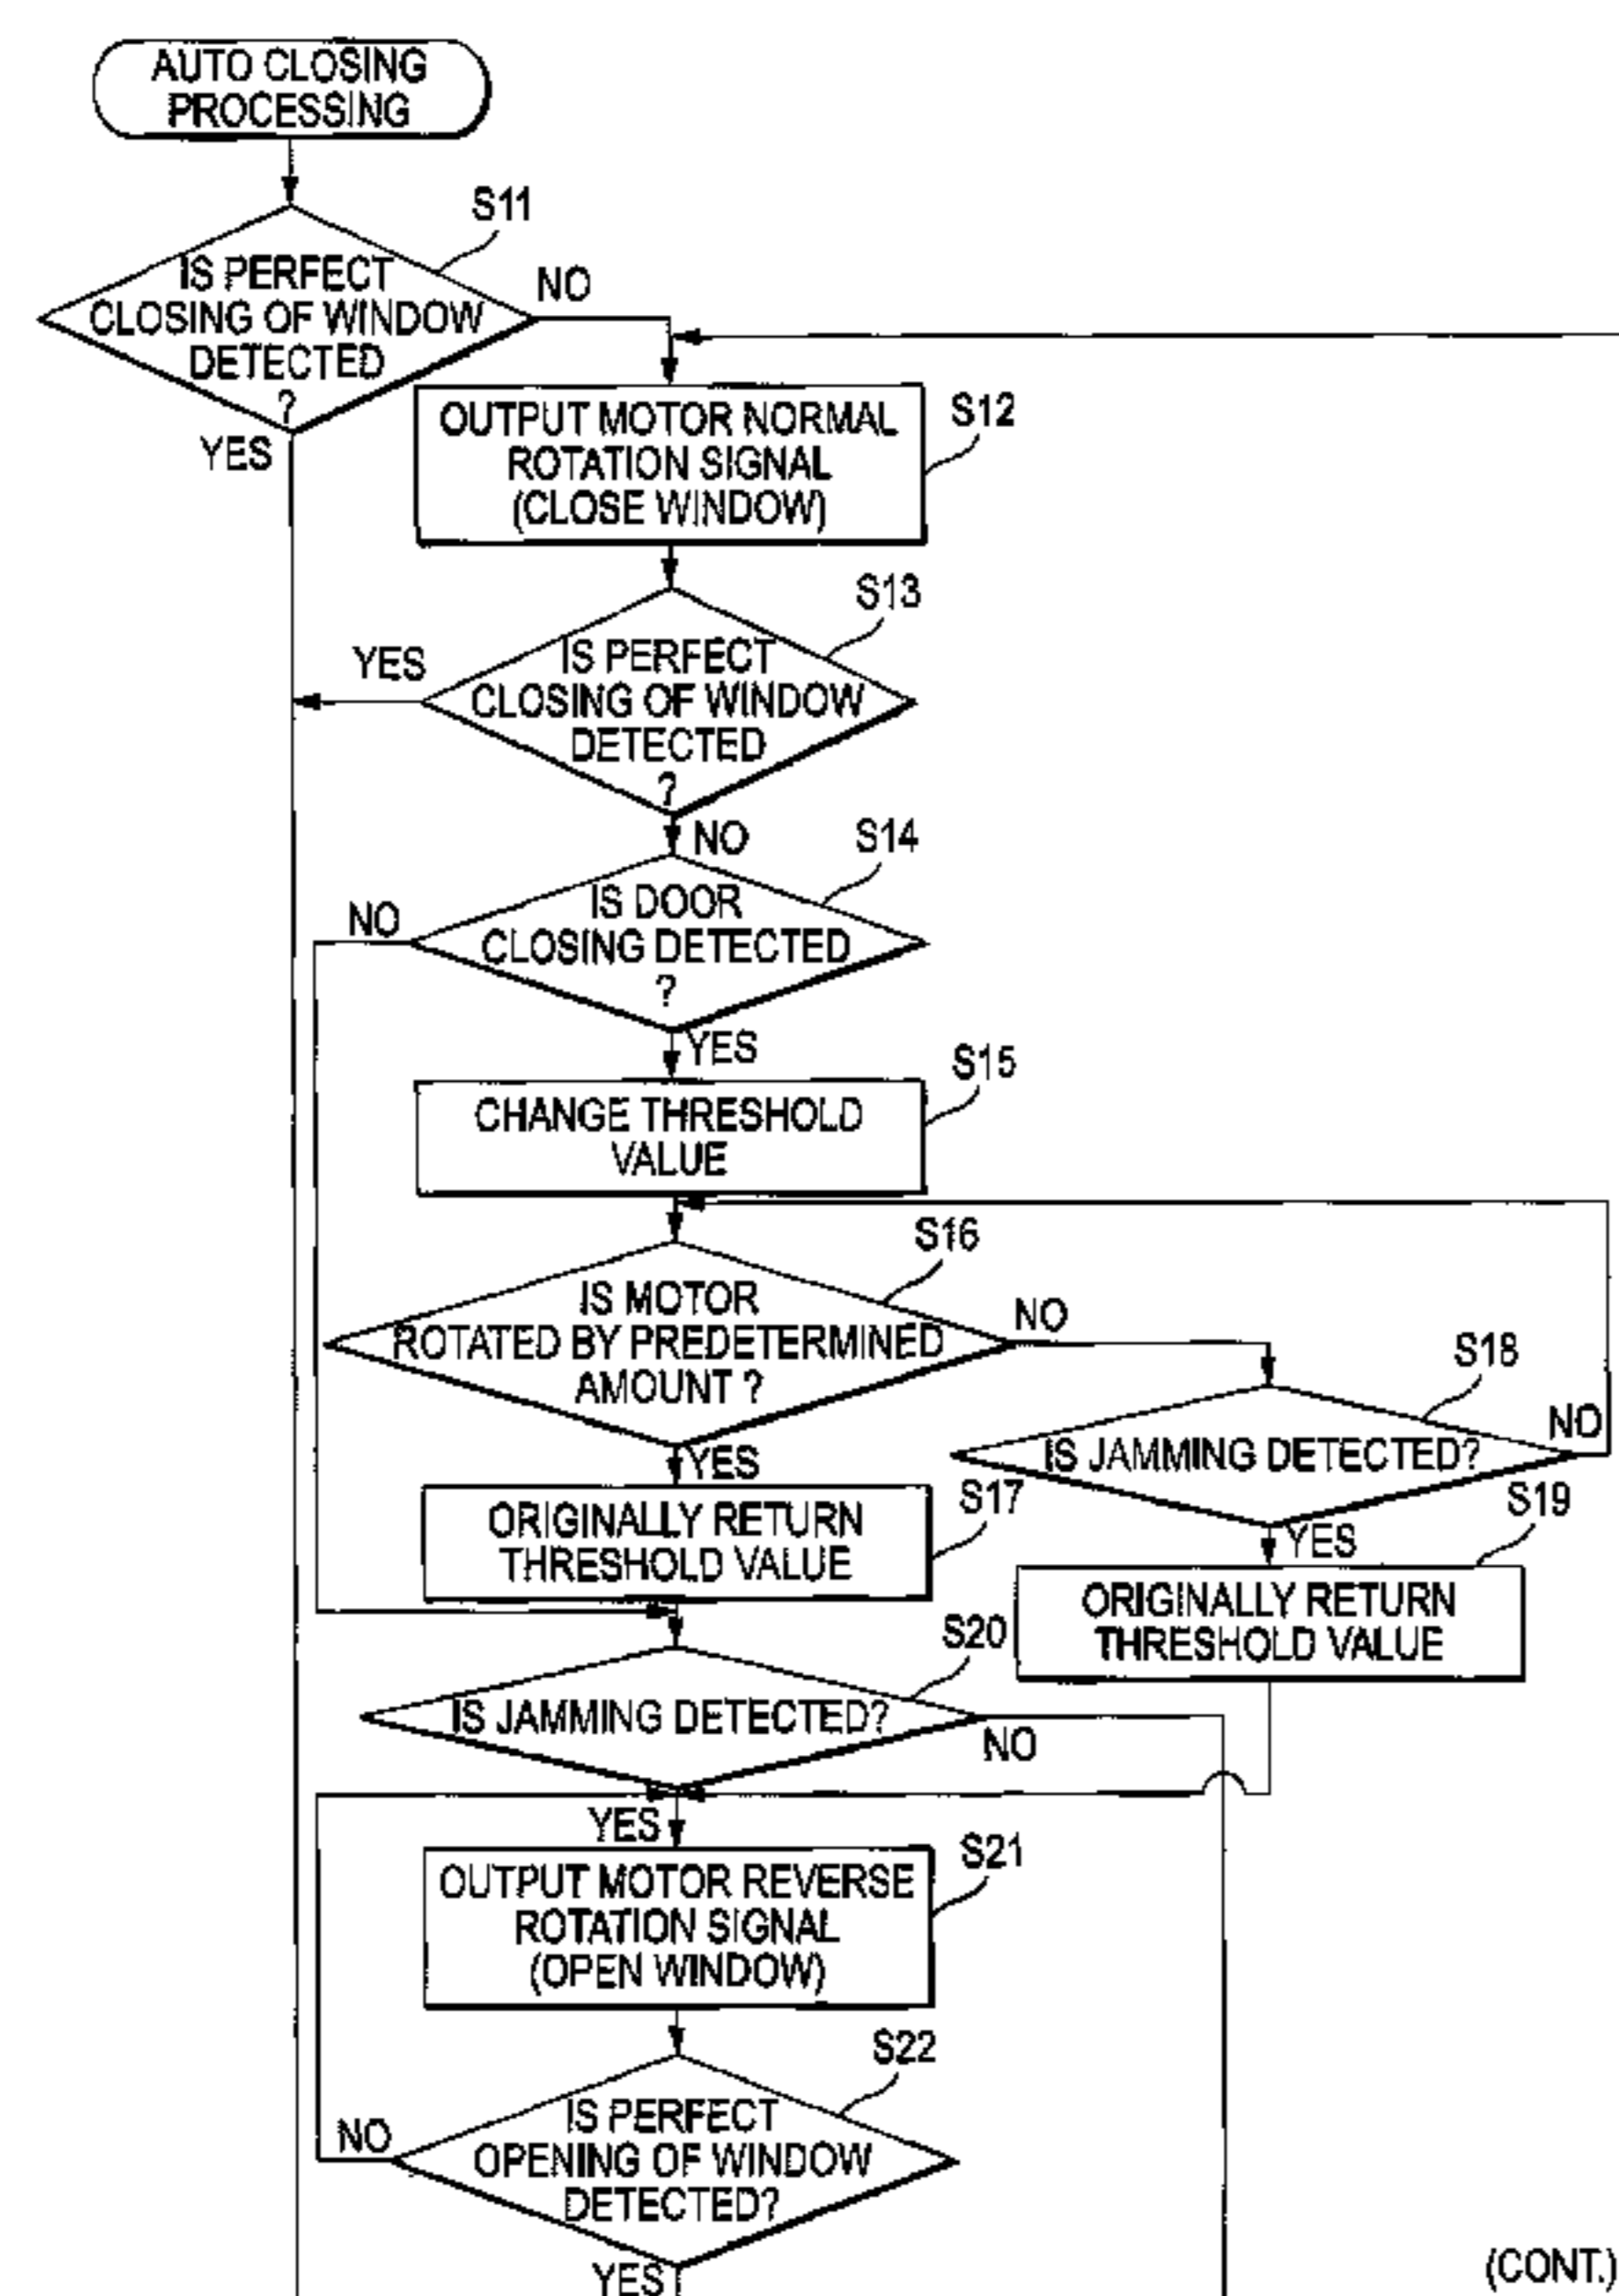 AUTO CLOSING
PROCESSING
S11
IS PERFECT
CLOSING OF WINDOW
DETECTED
?
NO
YES
OUTPUT MOTOR NORMAL
ROTATION SIGNAL
(CLOSE WINDOW)
S12
S13
IS PERFECT
CLOSING OF WINDOW
DETECTED
?
YES
NO
S14
IS DOOR
CLOSING DETECTED
?
NO
YES
S15
CHANGE THRESHOLD
VALUE
S16
IS MOTOR
ROTATED BY PREDETERMINED
AMOUNT ?
NO
YES
S18
IS JAMMING DETECTED?
NO
YES
S17
ORIGINALLY RETURN
THRESHOLD VALUE
S19
ORIGINALLY RETURN
THRESHOLD VALUE
S20
IS JAMMING DETECTED?
NO
YES
S21
OUTPUT MOTOR REVERSE
ROTATION SIGNAL
(OPEN WINDOW)
S22
IS PERFECT
OPENING OF WINDOW
DETECTED?
NO
YES
(CONT.)